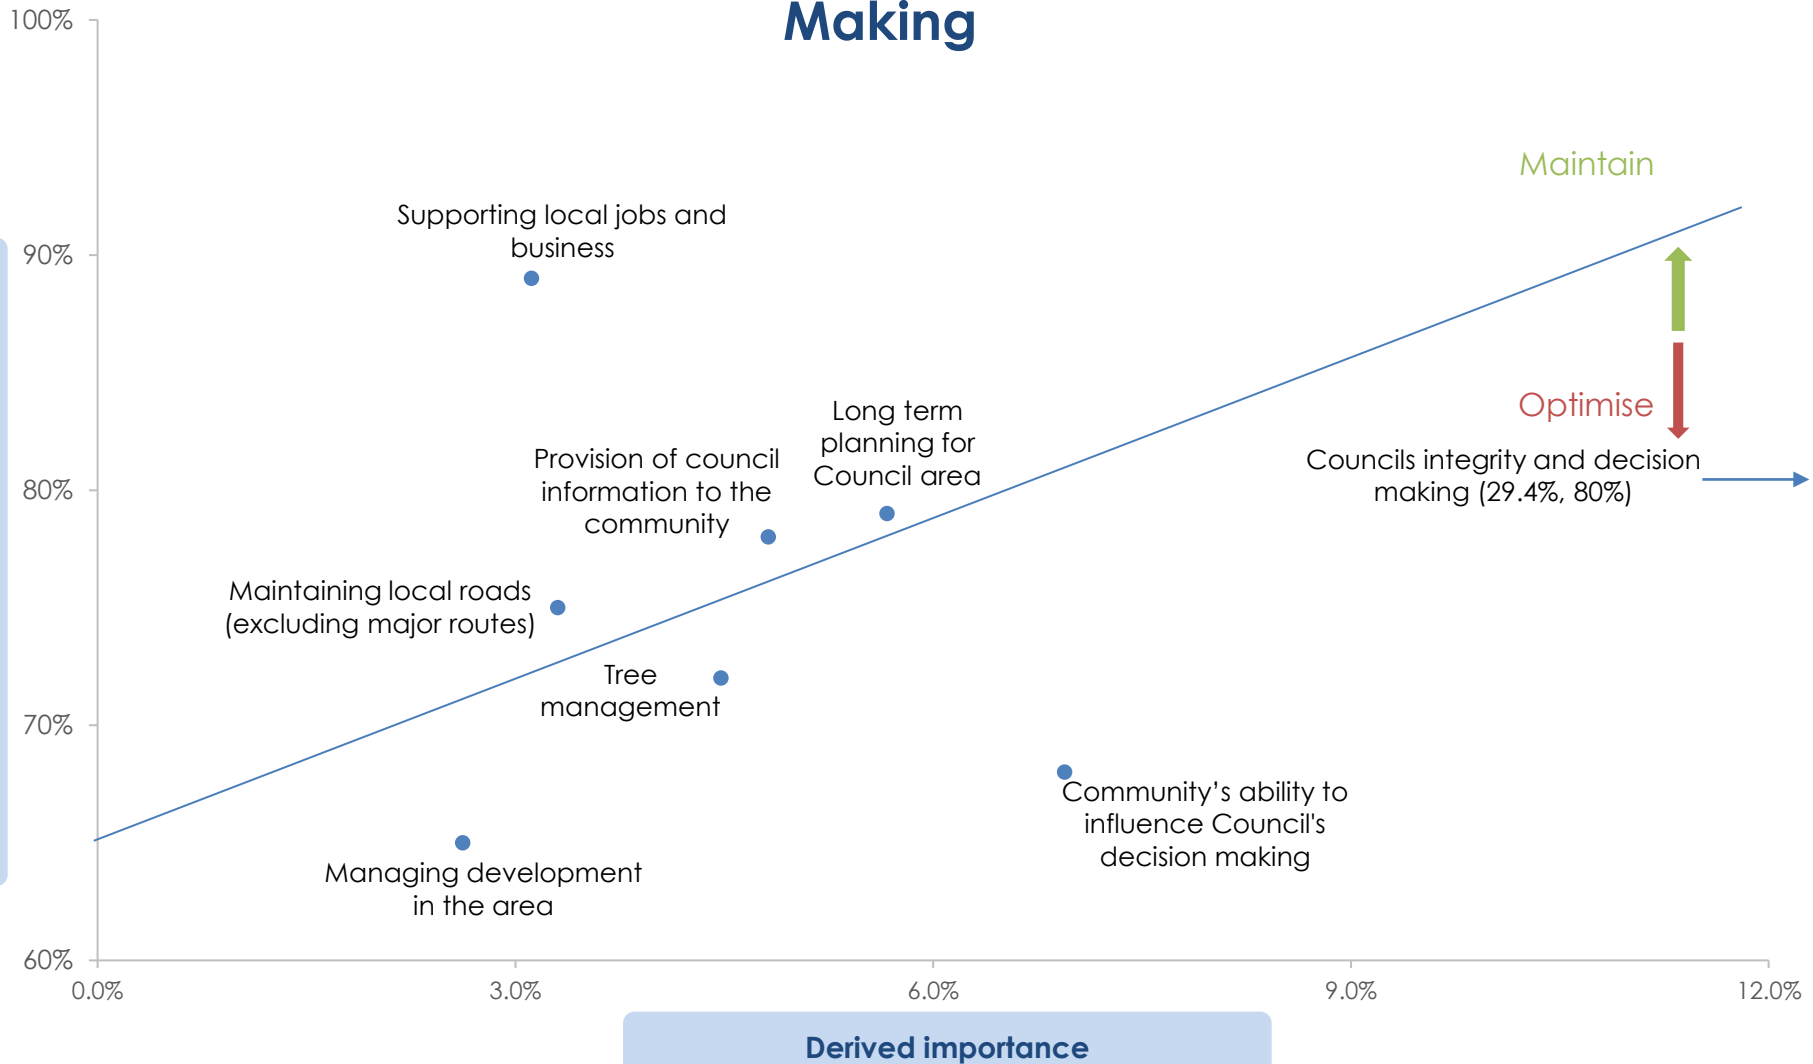 Making
100%
90%
80%
70%
60%
Maintain
Supporting local jobs and
business
Optimise
Long term
planning for
Council area
Provision of council
information to the
community
Councils integrity and decision
making (29.4%, 80%)
Maintaining local roads
(excluding major routes)
Tree
management
Community’s ability to
influence Council's
decision making
Managing development
in the area
0.0%
3.0%
6.0%
9.0%
12.0%
Derived importance